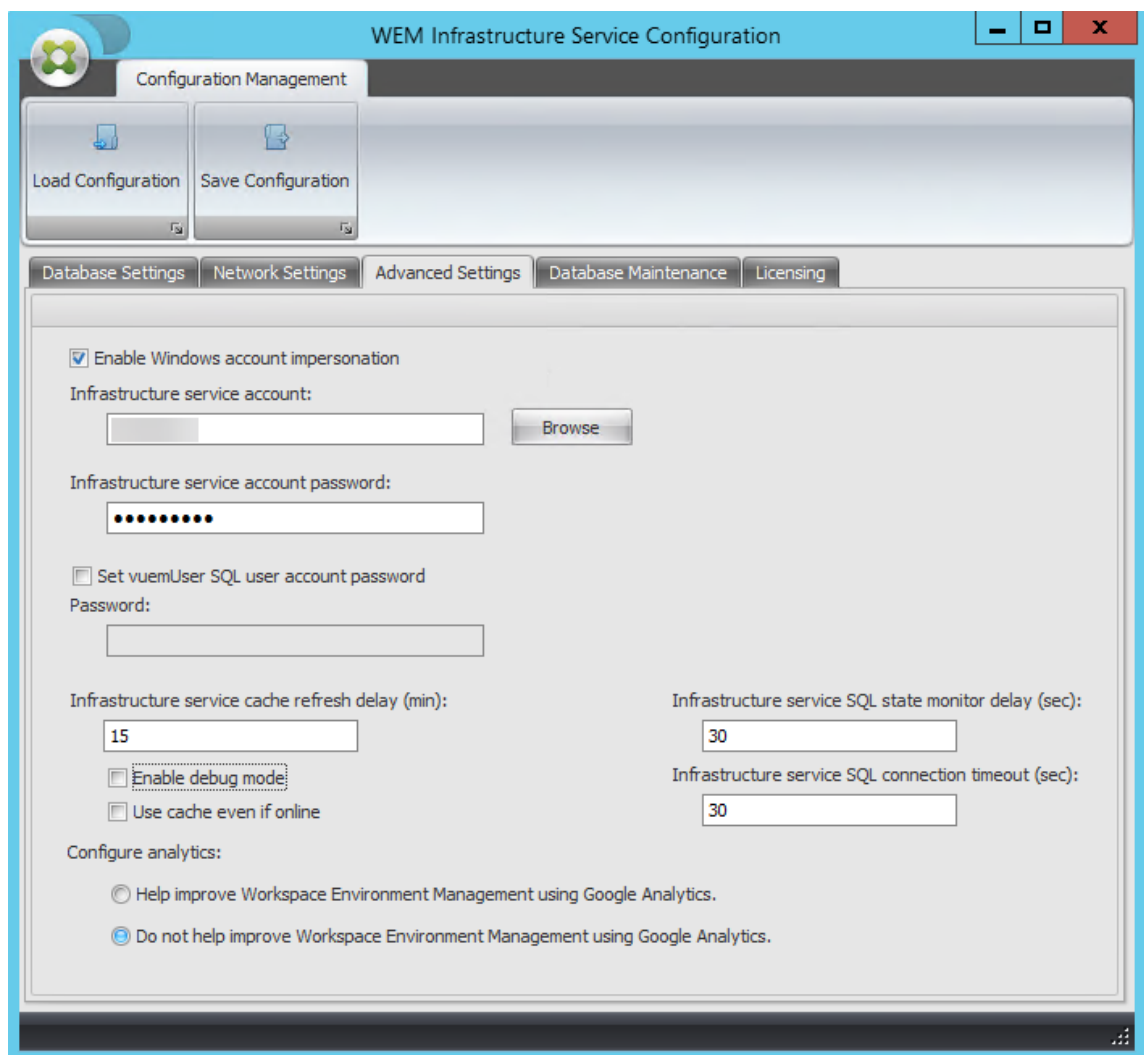 WEM Infrastructure Service Configuration
Configuration Management
Load Configuration Save Configuration
Database Settings Network Settings Advanced Settings Database Maintenance Licensing
Enable Windows account impersonation
Infrastructure service account:
Browse
Infrastructure service account password:
•••••••••
Set vuemUser SQL user account password
Password:
Infrastructure service cache refresh delay (min): Infrastructure service SQL state monitor delay (sec):
15 30
Enable debug mode Infrastructure service SQL connection timeout (sec):
Use cache even if online 30
Configure analytics:
Help improve Workspace Environment Management using Google Analytics.
Do not help improve Workspace Environment Management using Google Analytics.